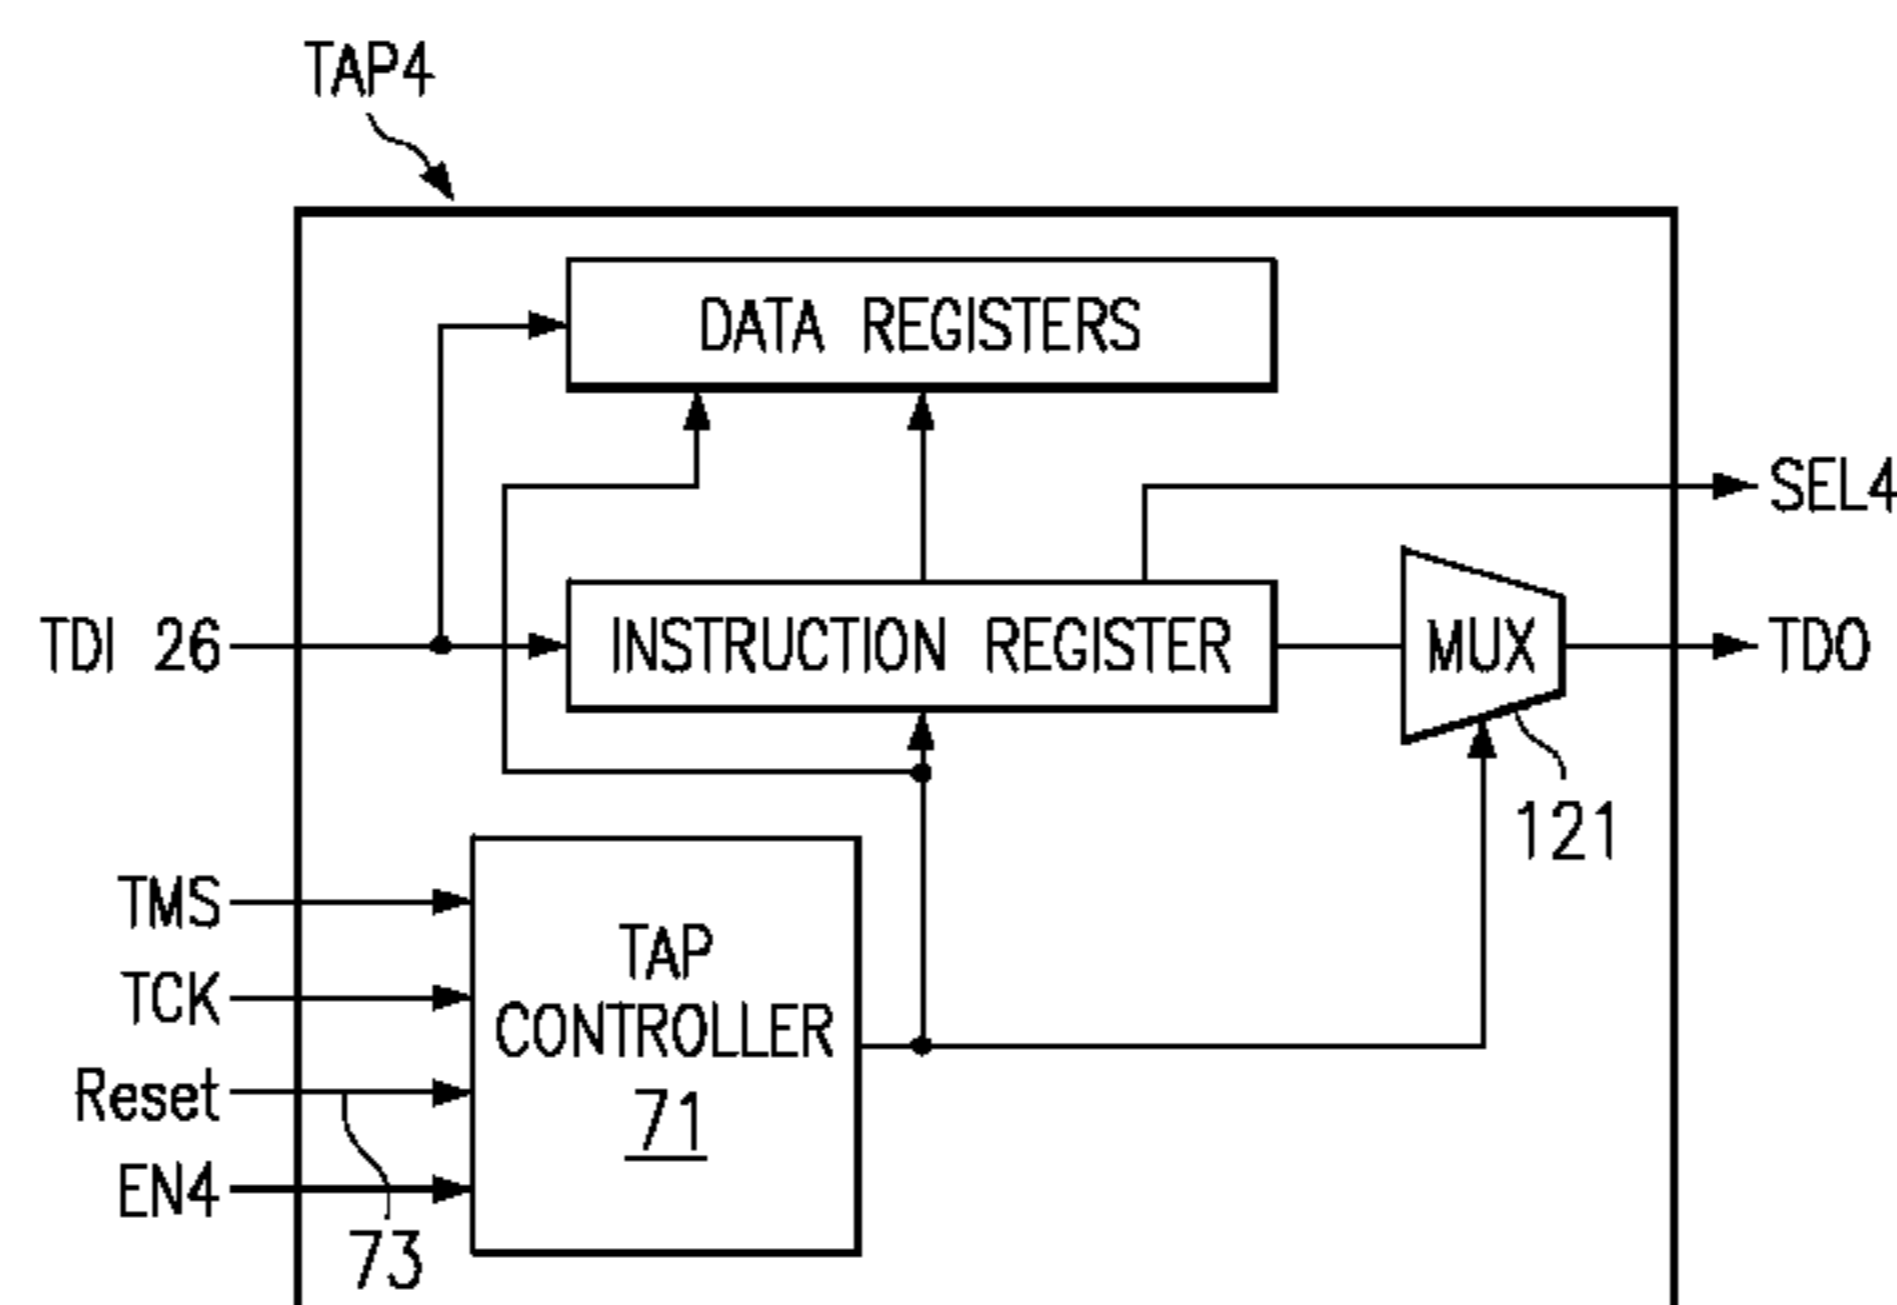 TAP4
DATA REGISTERS
SEL4
TDI 26
INSTRUCTION REGISTER
MUX
TDO
121
TMS
TCK
Reset
EN4
TAP
CONTROLLER
71
73